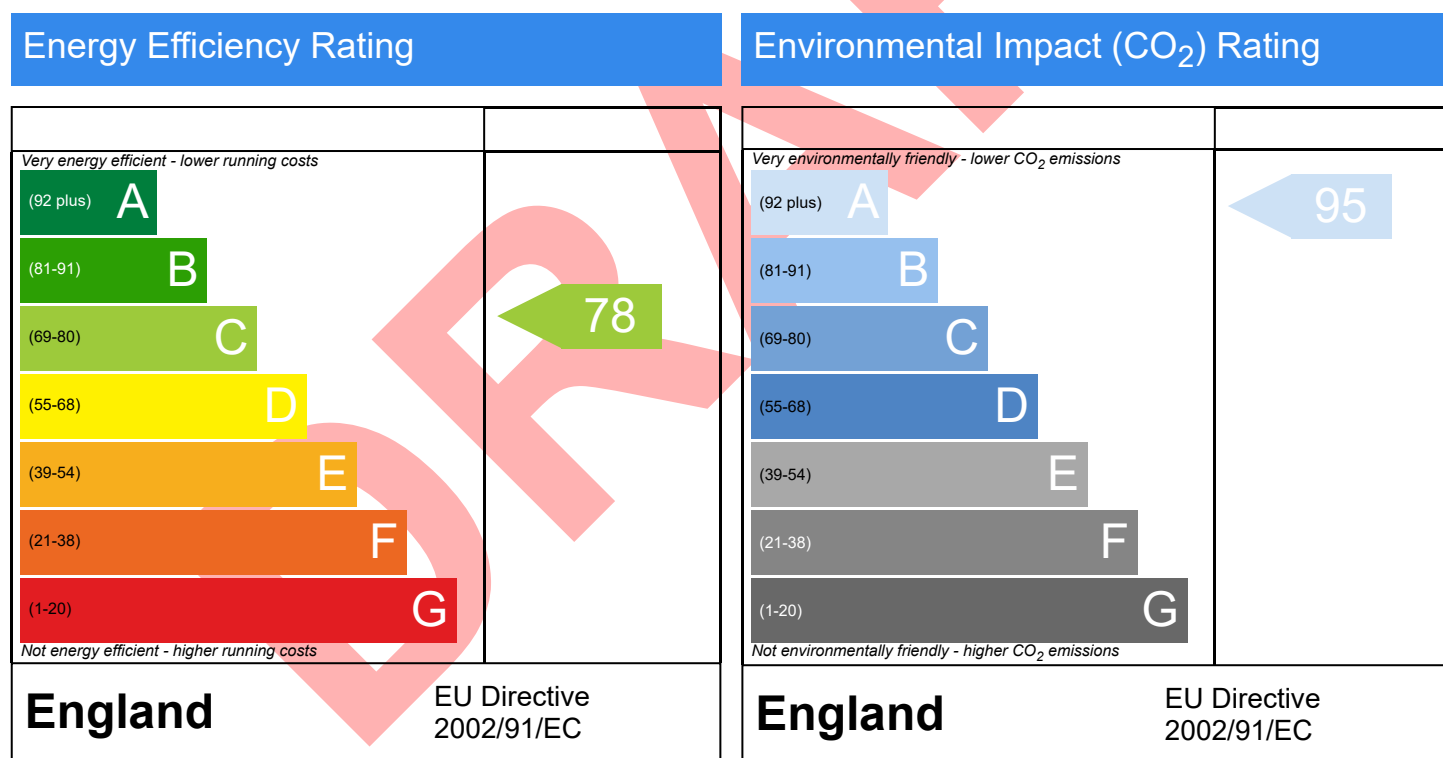 Energy Efficiency Rating
Very energy efficient - lower running costs
(92 plus) A
(81-91) B
(69-80) C
(55-68) D
(39-54) E
(21-38) F
(1-20) G
78
Not energy efficient - higher running costs
England
EU Directive
2002/91/EC
Environmental Impact (CO2) Rating
Very environmentally friendly - lower CO2 emissions
(92 plus) A
(81-91) B
(69-80) C
(55-68) D
(39-54) E
(21-38) F
(1-20) G
95
Not environmentally friendly - higher CO2 emissions
England
EU Directive
2002/91/EC